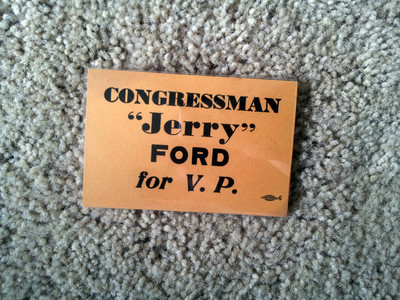 CONGRESSMAN
“Jerry”
FORD
for V. P.